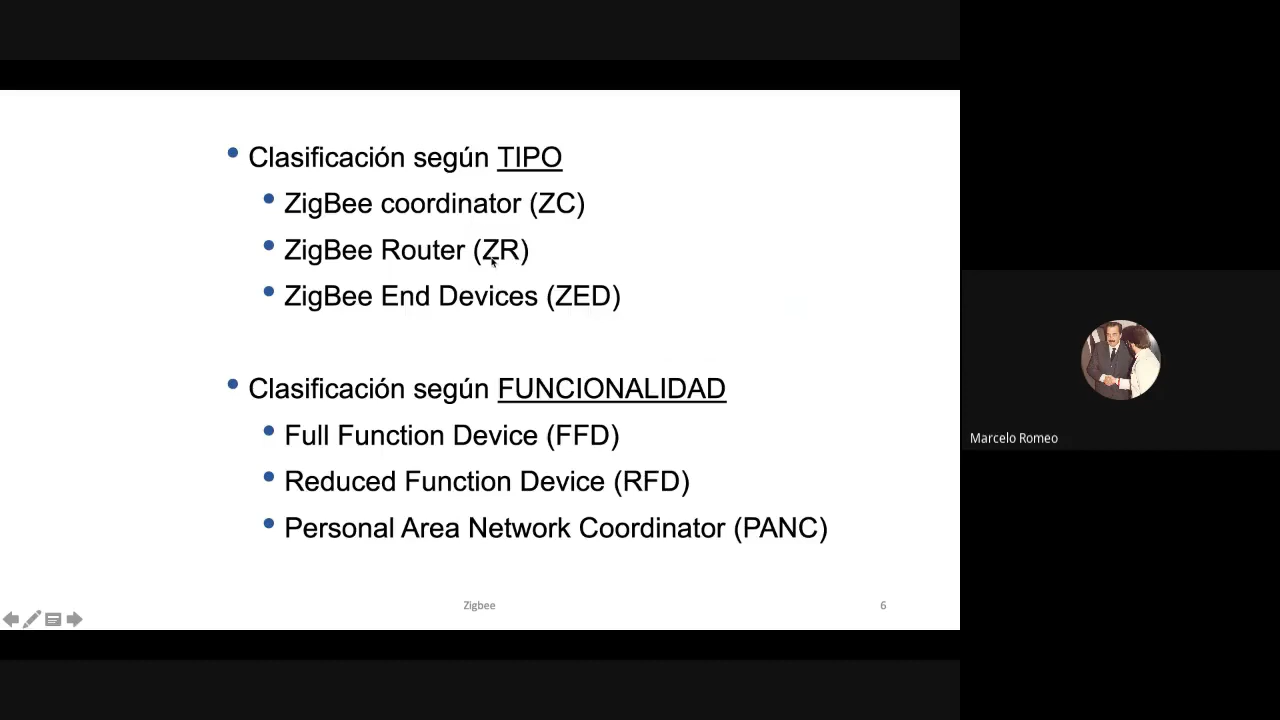 Clasificación según TIPO
ZigBee coordinator (ZC)
ZigBee Router (ZR)
ZigBee End Devices (ZED)
Clasificación según FUNCIONALIDAD
Full Function Device (FFD)
Reduced Function Device (RFD)
Personal Area Network Coordinator (PANC)
Zigbee
6
Marcelo Romeo